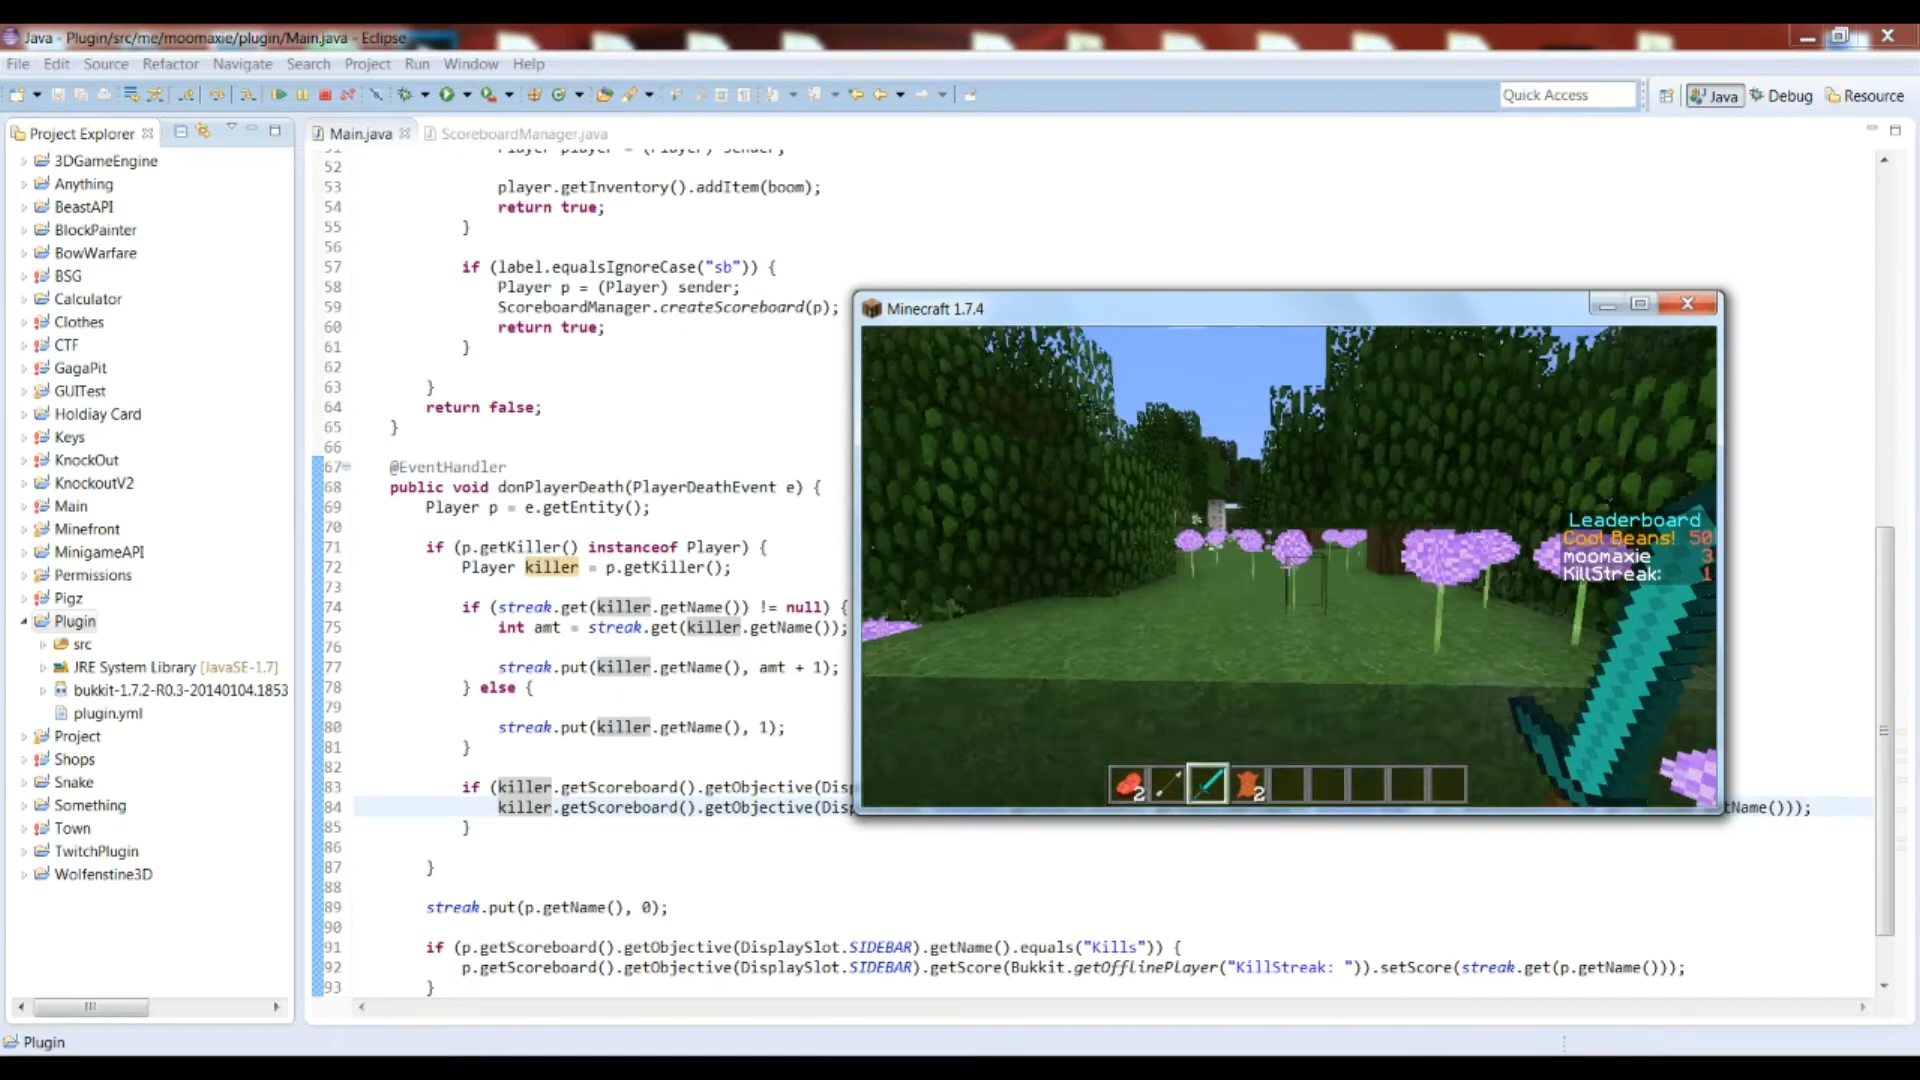 Java - Plugin/src/me/moomaxie/plugin/Main.java - Eclipse
File Edit Source Refactor Navigate Search Project Run Window Help
Quick Access
Java Debug Resource
Project Explorer
Main.java ScoreboardManager.java
3DGameEngine
Anything
BeastAPI
BlockPainter
BowWarfare
BSG
Calculator
Clothes
CTF
GagaPit
GUITest
Holdiay Card
Keys
KnockOut
KnockoutV2
Main
Minefront
MinigameAPI
Permissions
Pigz
Plugin
src
JRE System Library [JavaSE-1.7]
bukkit-1.7.2-R0.3-20140104.1853
plugin.yml
Project
Shops
Snake
Something
Town
TwitchPlugin
Wolfenstine3D
51 Player player = (Player) sender;
52
53 player.getInventory().addItem(boom);
54 return true;
55 }
56
57 if (label.equalsIgnoreCase("sb")) {
58 Player p = (Player) sender;
59 ScoreboardManager.createScoreboard(p);
60 return true;
61 }
62
63 }
64 return false;
65 }
66
67 @EventHandler
68 public void donPlayerDeath(PlayerDeathEvent e) {
69 Player p = e.getEntity();
70
71 if (p.getKiller() instanceof Player) {
72 Player killer = p.getKiller();
73
74 if (streak.get(killer.getName()) != null) {
75 int amt = streak.get(killer.getName());
76
77 streak.put(killer.getName(), amt + 1);
78 } else {
79
80 streak.put(killer.getName(), 1);
81 }
82
83 if (killer.getScoreboard().getObjective(Dis
84 killer.getScoreboard().getObjective(Dis tName()));
85 }
86
87 }
88
89 streak.put(p.getName(), 0);
90
91 if (p.getScoreboard().getObjective(DisplaySlot.SIDEBAR).getName().equals("Kills")) {
92 p.getScoreboard().getObjective(DisplaySlot.SIDEBAR).getScore(Bukkit.getOfflinePlayer("KillStreak: ")).setScore(streak.get(p.getName()));
93 }
Minecraft 1.7.4
Leaderboard
Cool Beans! 50
moomaxie 3
KillStreak: 1
2
2
Plugin